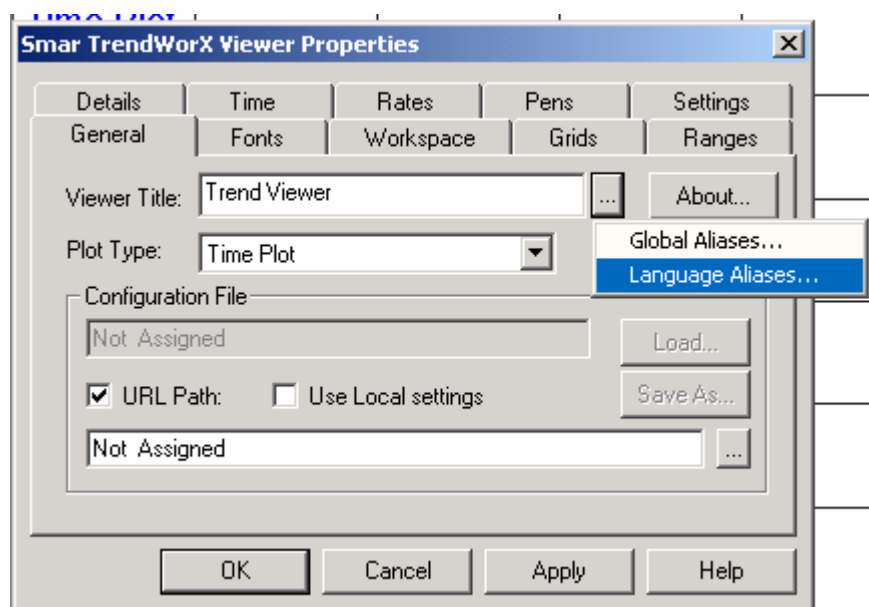 Time Plot
Smar TrendWorX Viewer Properties
Details Time Rates Pens Settings
General Fonts Workspace Grids Ranges
Viewer Title: Trend Viewer ... About...
Plot Type: Time Plot
Global Aliases...
Language Aliases...
Configuration File
Not Assigned Load...
URL Path: Use Local settings Save As...
Not Assigned ...
OK Cancel Apply Help